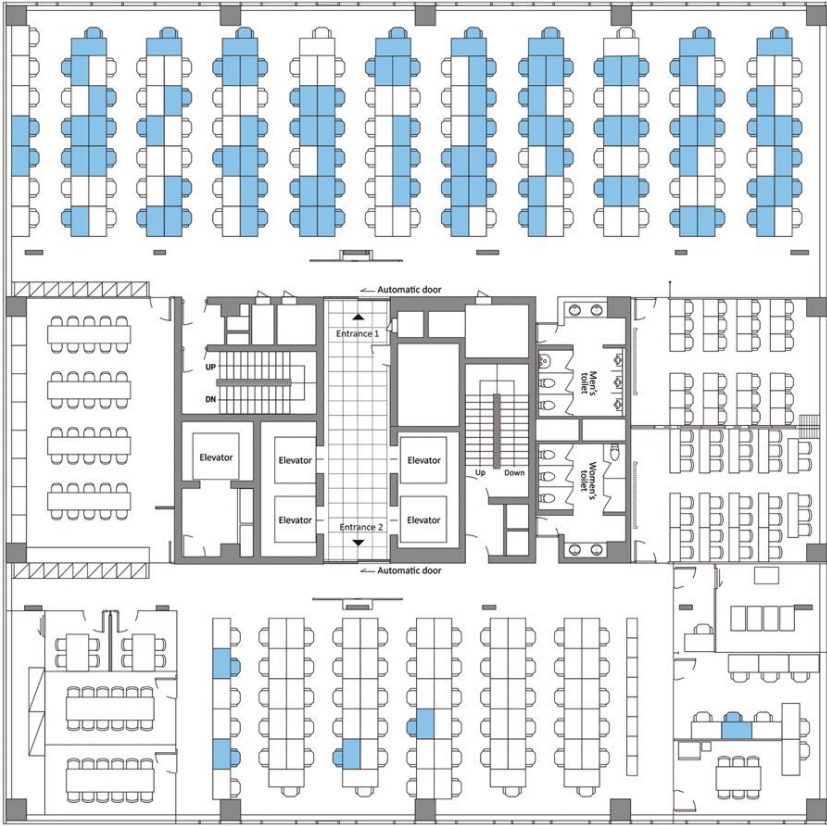 Automatic door
Entrance 1
UP
DN
Men's
toilet
Elevator
Elevator
Elevator
Up
Down
Women's
toilet
Elevator
Elevator
Entrance 2
Automatic door